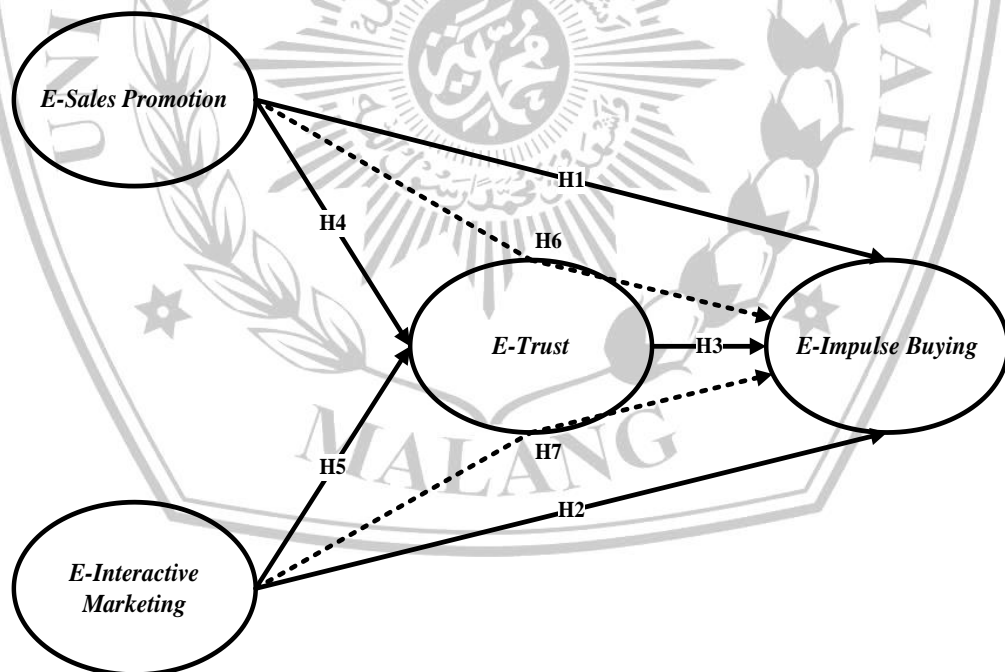 E-Sales Promotion
H1
H4
H6
E-Trust
H3
E-Impulse Buying
H5
H7
H2
E-Interactive
Marketing
MALANG